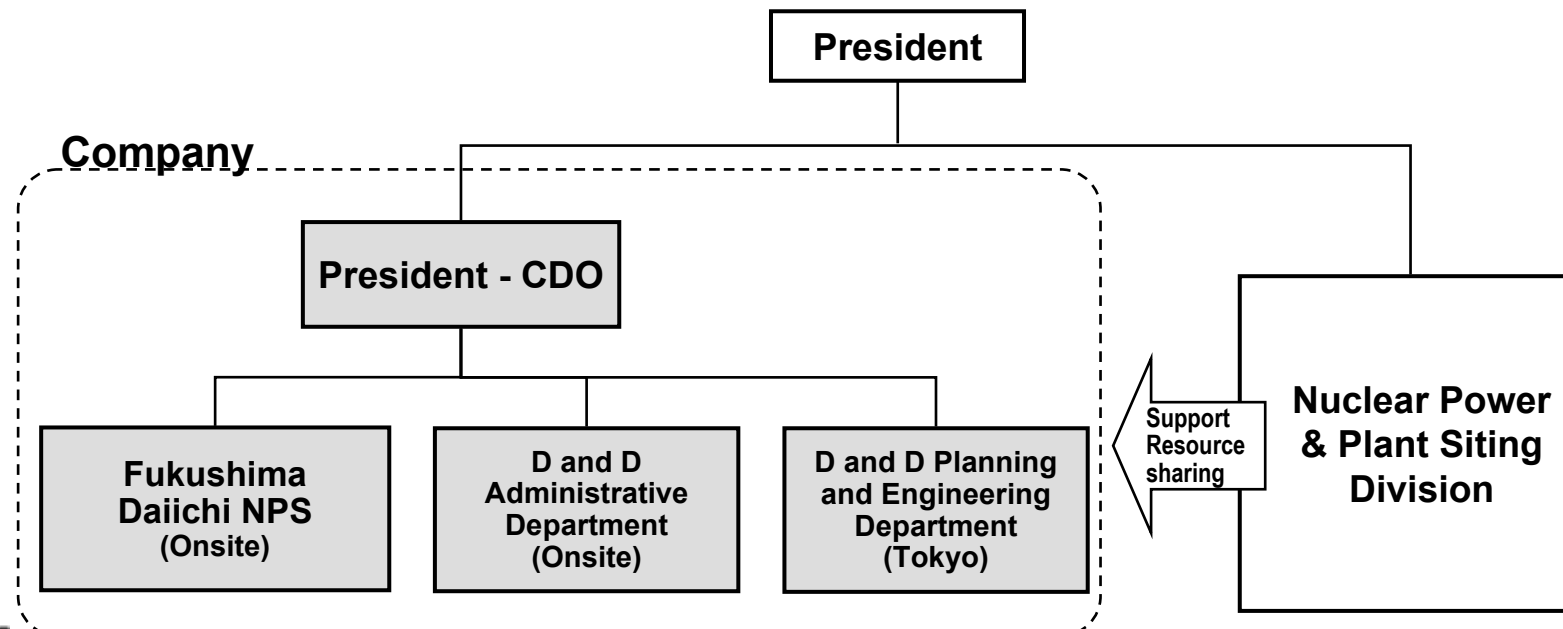 President
Company
President - CDO
Fukushima
Daiichi NPS
(Onsite)
D and D
Administrative
Department
(Onsite)
D and D Planning
and Engineering
Department
(Tokyo)
Support
Resource
sharing
Nuclear Power
& Plant Siting
Division